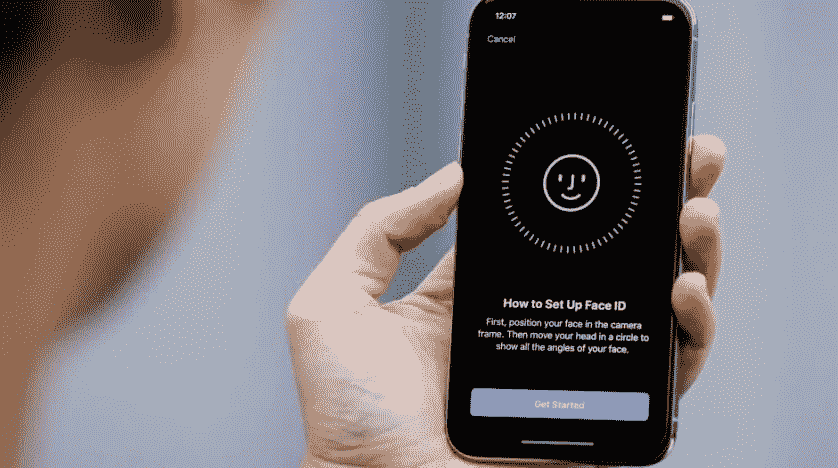 12:07
Cancel
How to Set Up Face ID
First, position your face in the camera
frame. Then move your head in a circle to
show all the angles of your face.
Get Started